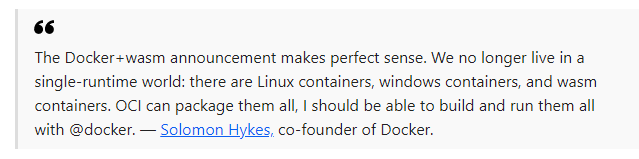 “
The Docker+wasm announcement makes perfect sense. We no longer live in a
single-runtime world: there are Linux containers, windows containers, and wasm
containers. OCI can package them all, I should be able to build and run them all
with @docker. — Solomon Hykes, co-founder of Docker.